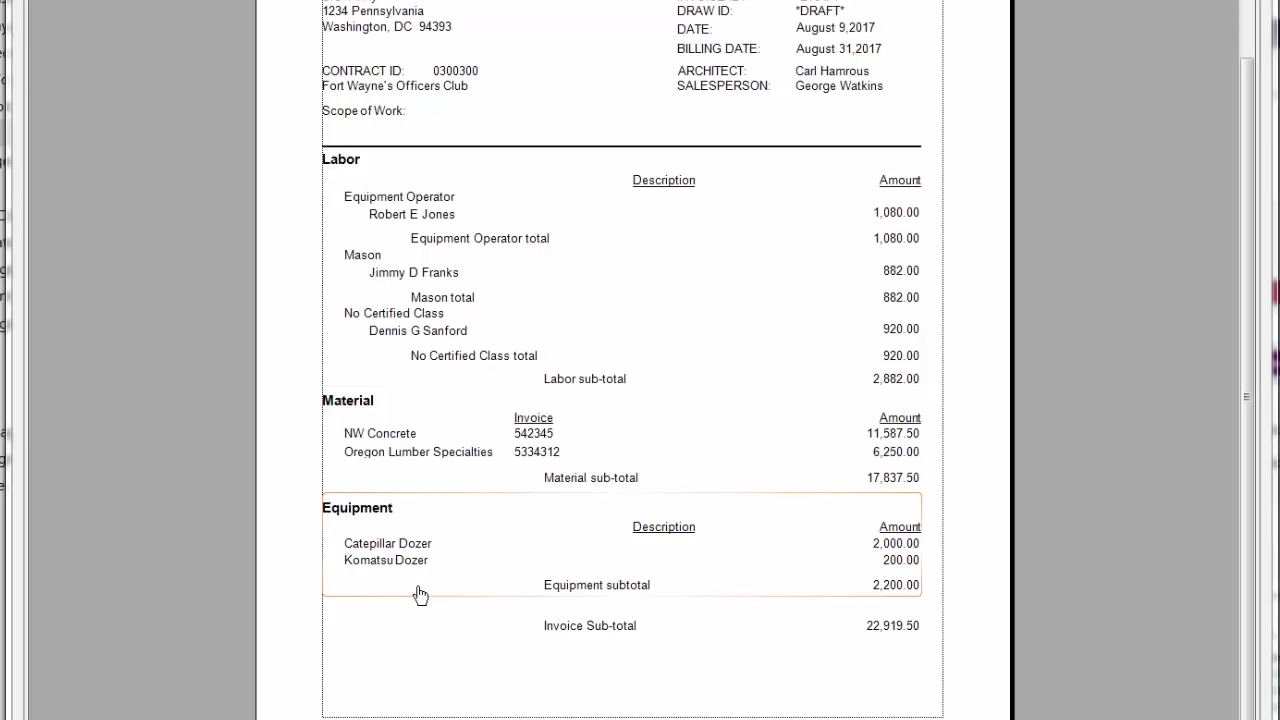 1234 Pennsylvania
DRAW ID: *DRAFT*
Washington, DC 94393
DATE: August 9,2017
BILLING DATE: August 31,2017
CONTRACT ID: 0300300
ARCHITECT: Carl Hamrous
Fort Wayne's Officers Club
SALESPERSON: George Watkins
Scope of Work:
Labor
Description Amount
Equipment Operator
Robert E Jones 1,080.00
Equipment Operator total 1,080.00
Mason
Jimmy D Franks 882.00
Mason total 882.00
No Certified Class
Dennis G Sanford 920.00
No Certified Class total 920.00
Labor sub-total 2,882.00
Material
Invoice Amount
NW Concrete 542345 11,587.50
Oregon Lumber Specialties 5334312 6,250.00
Material sub-total 17,837.50
Equipment
Description Amount
Catepillar Dozer 2,000.00
Komatsu Dozer 200.00
Equipment subtotal 2,200.00
Invoice Sub-total 22,919.50